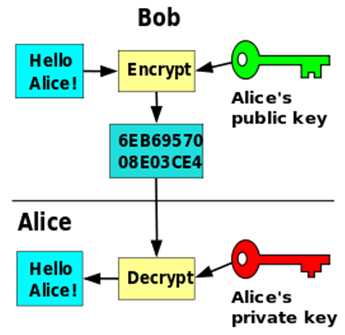 Bob
Hello
Alice!
Encrypt
Alice's
public key
6EB69570
08E03CE4
Alice
Hello
Alice!
Decrypt
Alice's
private key